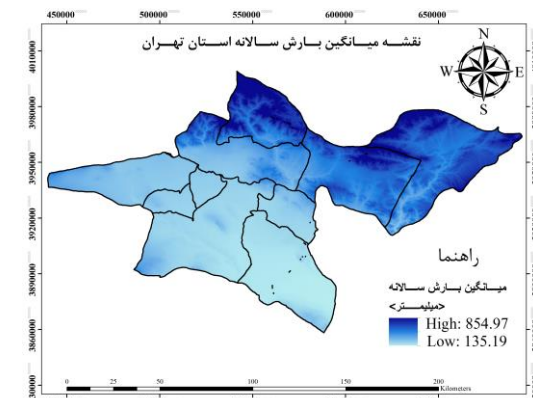 450000 500000 550000 600000 650000
نقشه میانگین بارش سالانه استان تهران
N
W E
S
4010000
3980000
3950000
3920000
3890000
3860000
راهنما
میانگین بارش سالانه
<میلیمتر>
High: 854.97
Low: 135.19
0 25 50 100 150 200
Kilometers